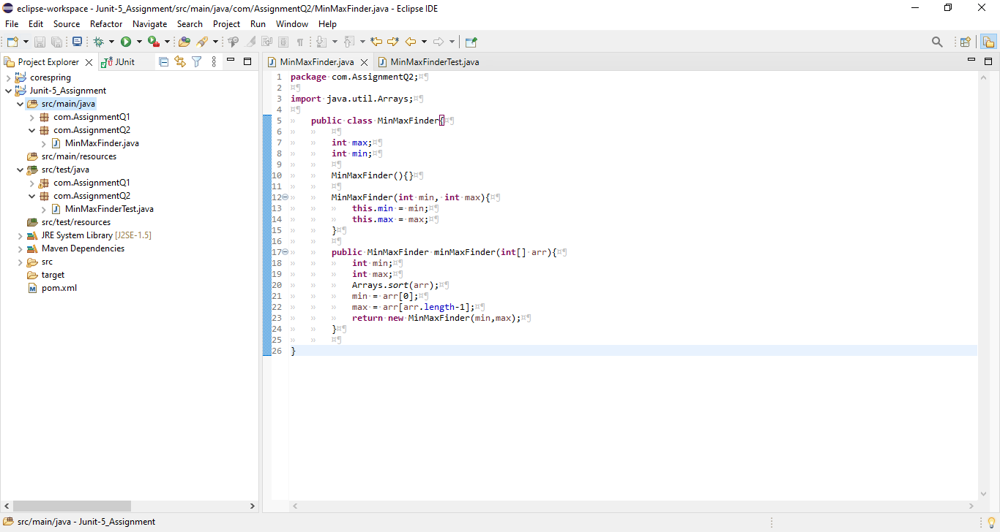 eclipse-workspace - Junit-5_Assignment/src/main/java/com/AssignmentQ2/MinMaxFinder.java - Eclipse IDE
File Edit Source Refactor Navigate Search Project Run Window Help
Project Explorer JUnit
corespring
Junit-5_Assignment
src/main/java
com.AssignmentQ1
com.AssignmentQ2
MinMaxFinder.java
src/main/resources
src/test/java
com.AssignmentQ1
com.AssignmentQ2
MinMaxFinderTest.java
src/test/resources
JRE System Library [J2SE-1.5]
Maven Dependencies
src
target
pom.xml
MinMaxFinder.java MinMaxFinderTest.java
1 package·com.AssignmentQ2;¤¶
2 ¤¶
3 import·java.util.Arrays;¤¶
4 ¤¶
5 » public·class·MinMaxFinder{¤¶
6 » » ¤¶
7 » » int·max;¤¶
8 » » int·min;¤¶
9 » » ¤¶
10 » » MinMaxFinder(){}¤¶
11 » » ¤¶
12 » » MinMaxFinder(int·min,·int·max){¤¶
13 » » » this.min·=·min;¤¶
14 » » » this.max·=·max;¤¶
15 » » }¤¶
16 » » ¤¶
17 » » public·MinMaxFinder·minMaxFinder(int[]·arr){¤¶
18 » » » int·min;¤¶
19 » » » int·max;¤¶
20 » » » Arrays.sort(arr);¤¶
21 » » » min·=·arr[0];¤¶
22 » » » max·=·arr[arr.length-1];¤¶
23 » » » return·new·MinMaxFinder(min,max);¤¶
24 » » }¤¶
25 » » ¤¶
26 }
src/main/java - Junit-5_Assignment